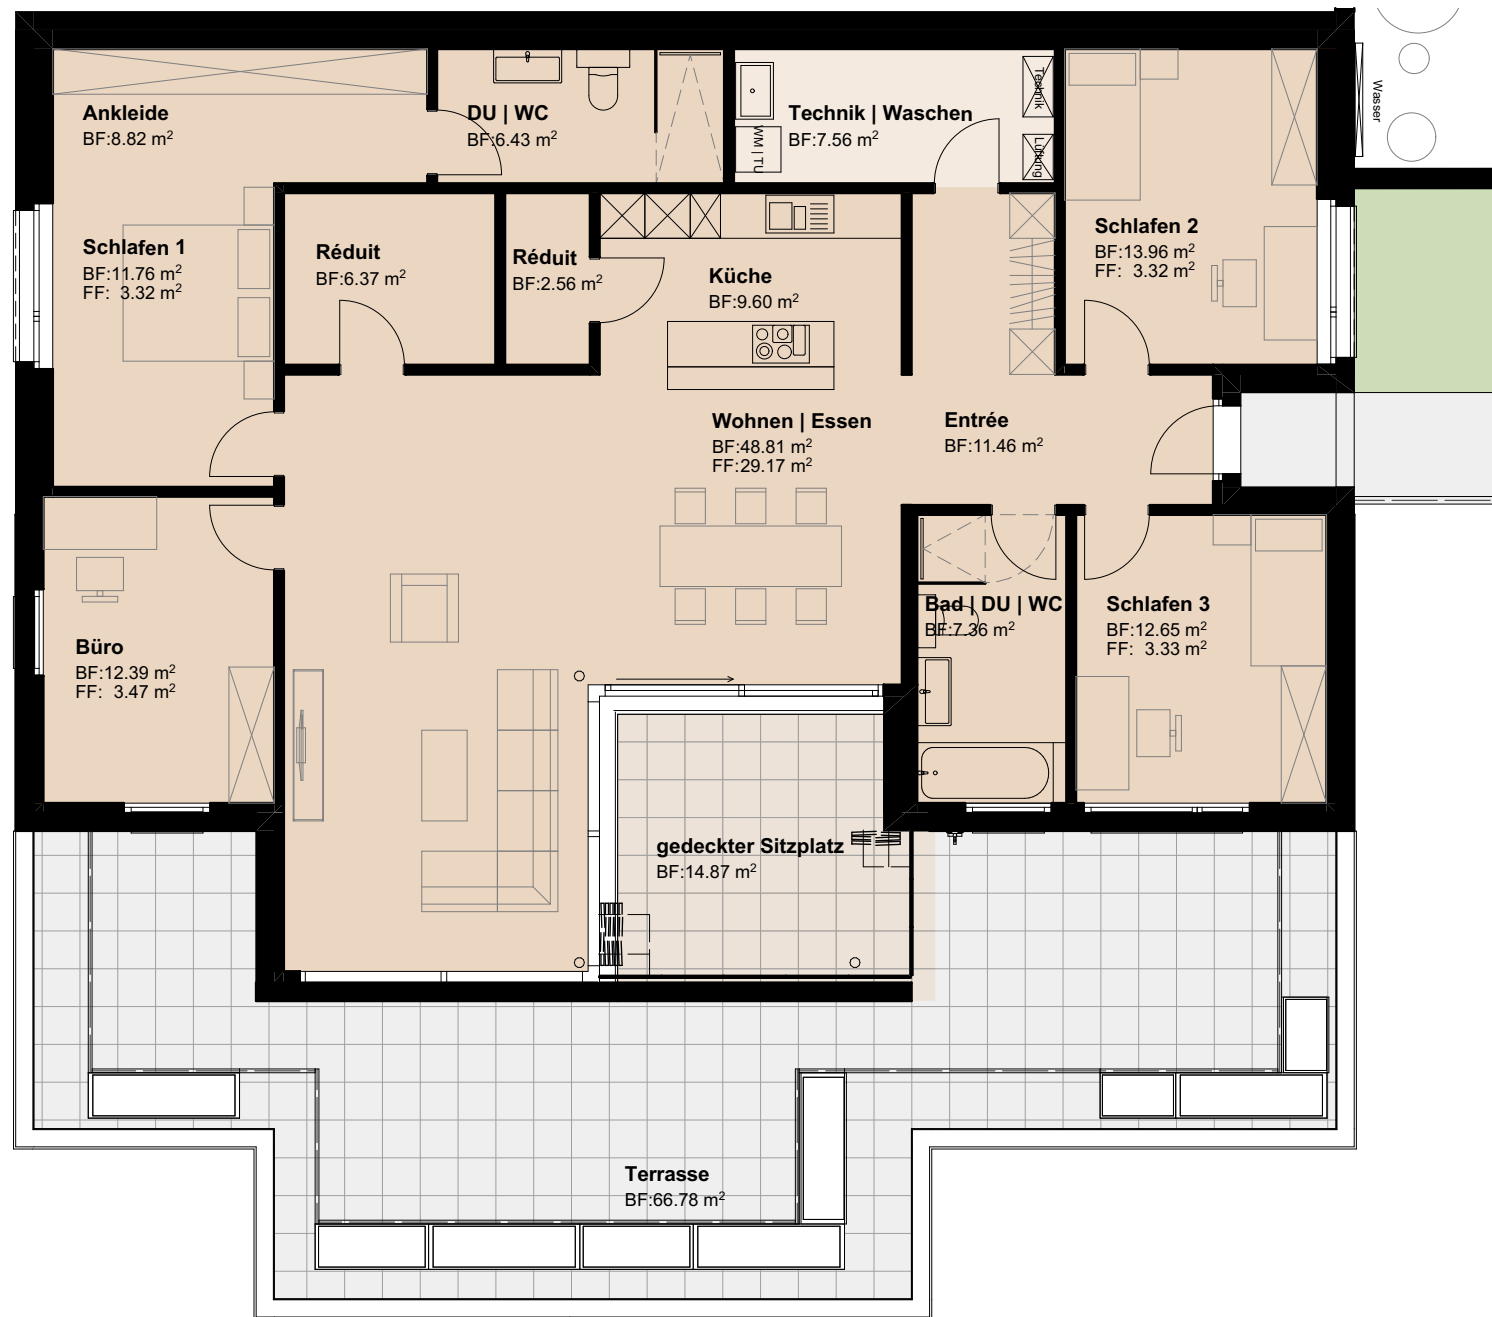 Ankleide
BF:8.82 m²
DU | WC
BF:6.43 m²
Technik | Waschen
BF:7.56 m²
WM | TU
Technik
Lüftung
Wasser
Schlafen 1
BF:11.76 m²
FF: 3.32 m²
Réduit
BF:6.37 m²
Réduit
BF:2.56 m²
Küche
BF:9.60 m²
Schlafen 2
BF:13.96 m²
FF: 3.32 m²
Wohnen | Essen
BF:48.81 m²
FF:29.17 m²
Entrée
BF:11.46 m²
Büro
BF:12.39 m²
FF: 3.47 m²
Bad | DU | WC
BF:7.36 m²
Schlafen 3
BF:12.65 m²
FF: 3.33 m²
gedeckter Sitzplatz
BF:14.87 m²
Terrasse
BF:66.78 m²